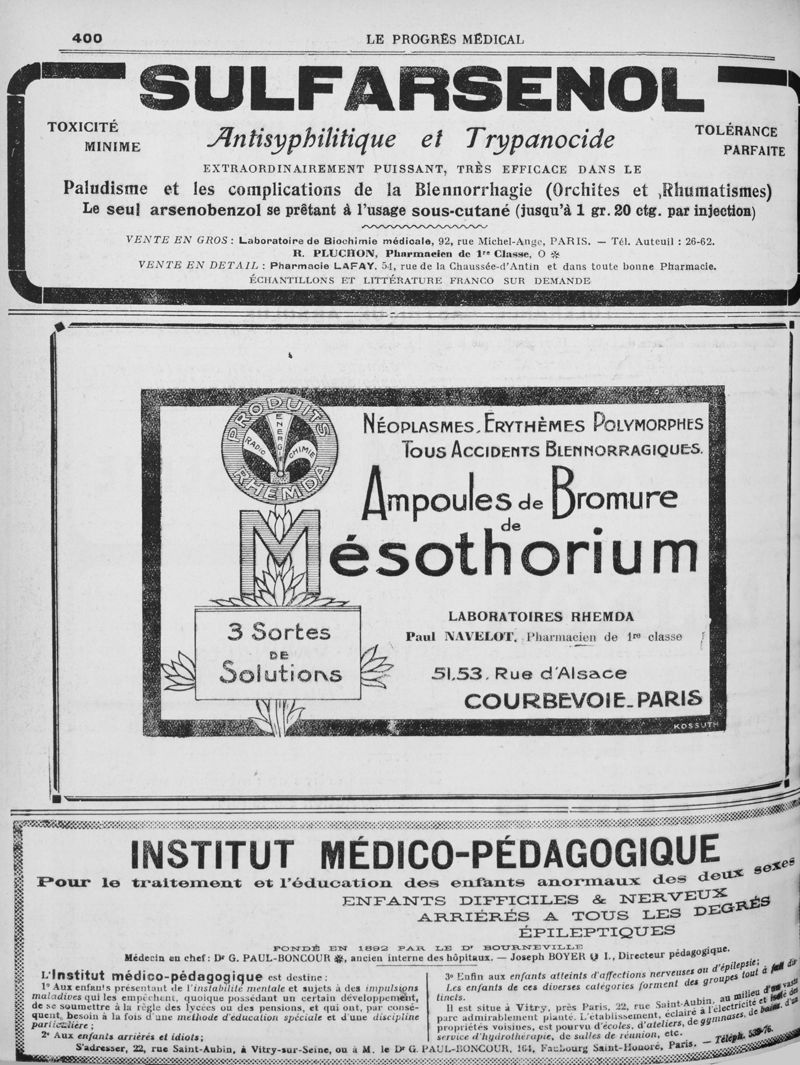 400
LE PROGRÈS MÉDICAL
SULFARSENOL
TOXICITÉ
MINIME
Antisyphilitique et Trypanocide
TOLÉRANCE
PARFAITE
EXTRAORDINAIREMENT PUISSANT, TRÈS EFFICACE DANS LE
Paludisme et les complications de la Blennorrhagie (Orchites et Rhumatismes)
Le seul arsenobenzol se prêtant à l'usage sous-cutané (jusqu'à 1 gr. 20 ctg. par injection)
VENTE EN GROS : Laboratoire de Biochimie médicale, 92, rue Michel-Ange, PARIS. — Tél. Auteuil : 26-62.
R. PLUCHON, Pharmacien de 1re Classe, O ✻
VENTE EN DETAIL : Pharmacie LAFAY, 54, rue de la Chaussée-d'Antin et dans toute bonne Pharmacie.
ÉCHANTILLONS ET LITTÉRATURE FRANCO SUR DEMANDE
PRODUITS
ENERGIE
RADIO CHIMIE
RHEMDA
NÉOPLASMES, ERYTHÈMES POLYMORPHES
TOUS ACCIDENTS BLENNORRAGIQUES.
Ampoules de Bromure
de
Mésothorium
3 Sortes
DE
Solutions
LABORATOIRES RHEMDA
Paul NAVELOT, Pharmacien de 1re classe
51,53, Rue d'Alsace
COURBEVOIE-PARIS
KOSSUTH
INSTITUT MÉDICO-PÉDAGOGIQUE
Pour le traitement et l'éducation des enfants anormaux des deux sexes
ENFANTS DIFFICILES & NERVEUX
ARRIÉRÉS A TOUS LES DEGRÉS
ÉPILEPTIQUES
FONDÉ EN 1892 PAR LE Dr BOURNEVILLE
Médecin en chef : Dr G. PAUL-BONCOUR ✻, ancien interne des hôpitaux. — Joseph BOYER I., Directeur pédagogique.
L'Institut médico-pédagogique est destine :
1° Aux enfants présentant de l'instabilité mentale et sujets à des impulsions
maladives qui les empêchent, quoique possédant un certain développement,
de se soumettre à la règle des lycées ou des pensions, et qui ont, par consé-
quent, besoin à la fois d'une méthode d'éducation spéciale et d'une discipline
particulière ;
2° Aux enfants arriérés et idiots ;
3° Enfin aux enfants atteints d'affections nerveuses ou d'épilepsie ;
Les enfants de ces diverses catégories forment des groupes tout à fait dis-
tincts.
Il est situé à Vitry, près Paris, 22, rue Saint-Aubin, au milieu d'un vaste
parc admirablement planté. L'établissement, éclairé à l'électricité et isolé des
propriétés voisines, est pourvu d'écoles, d'ateliers, de gymnases, de bains, d'un
service d'hydrothérapie, de salles de réunion, etc.
S'adresser, 22, rue Saint-Aubin, à Vitry-sur-Seine, ou à M. le Dr G. PAUL-BONCOUR, 164, Faubourg Saint-Honoré, Paris. — Téléph. 539-76.